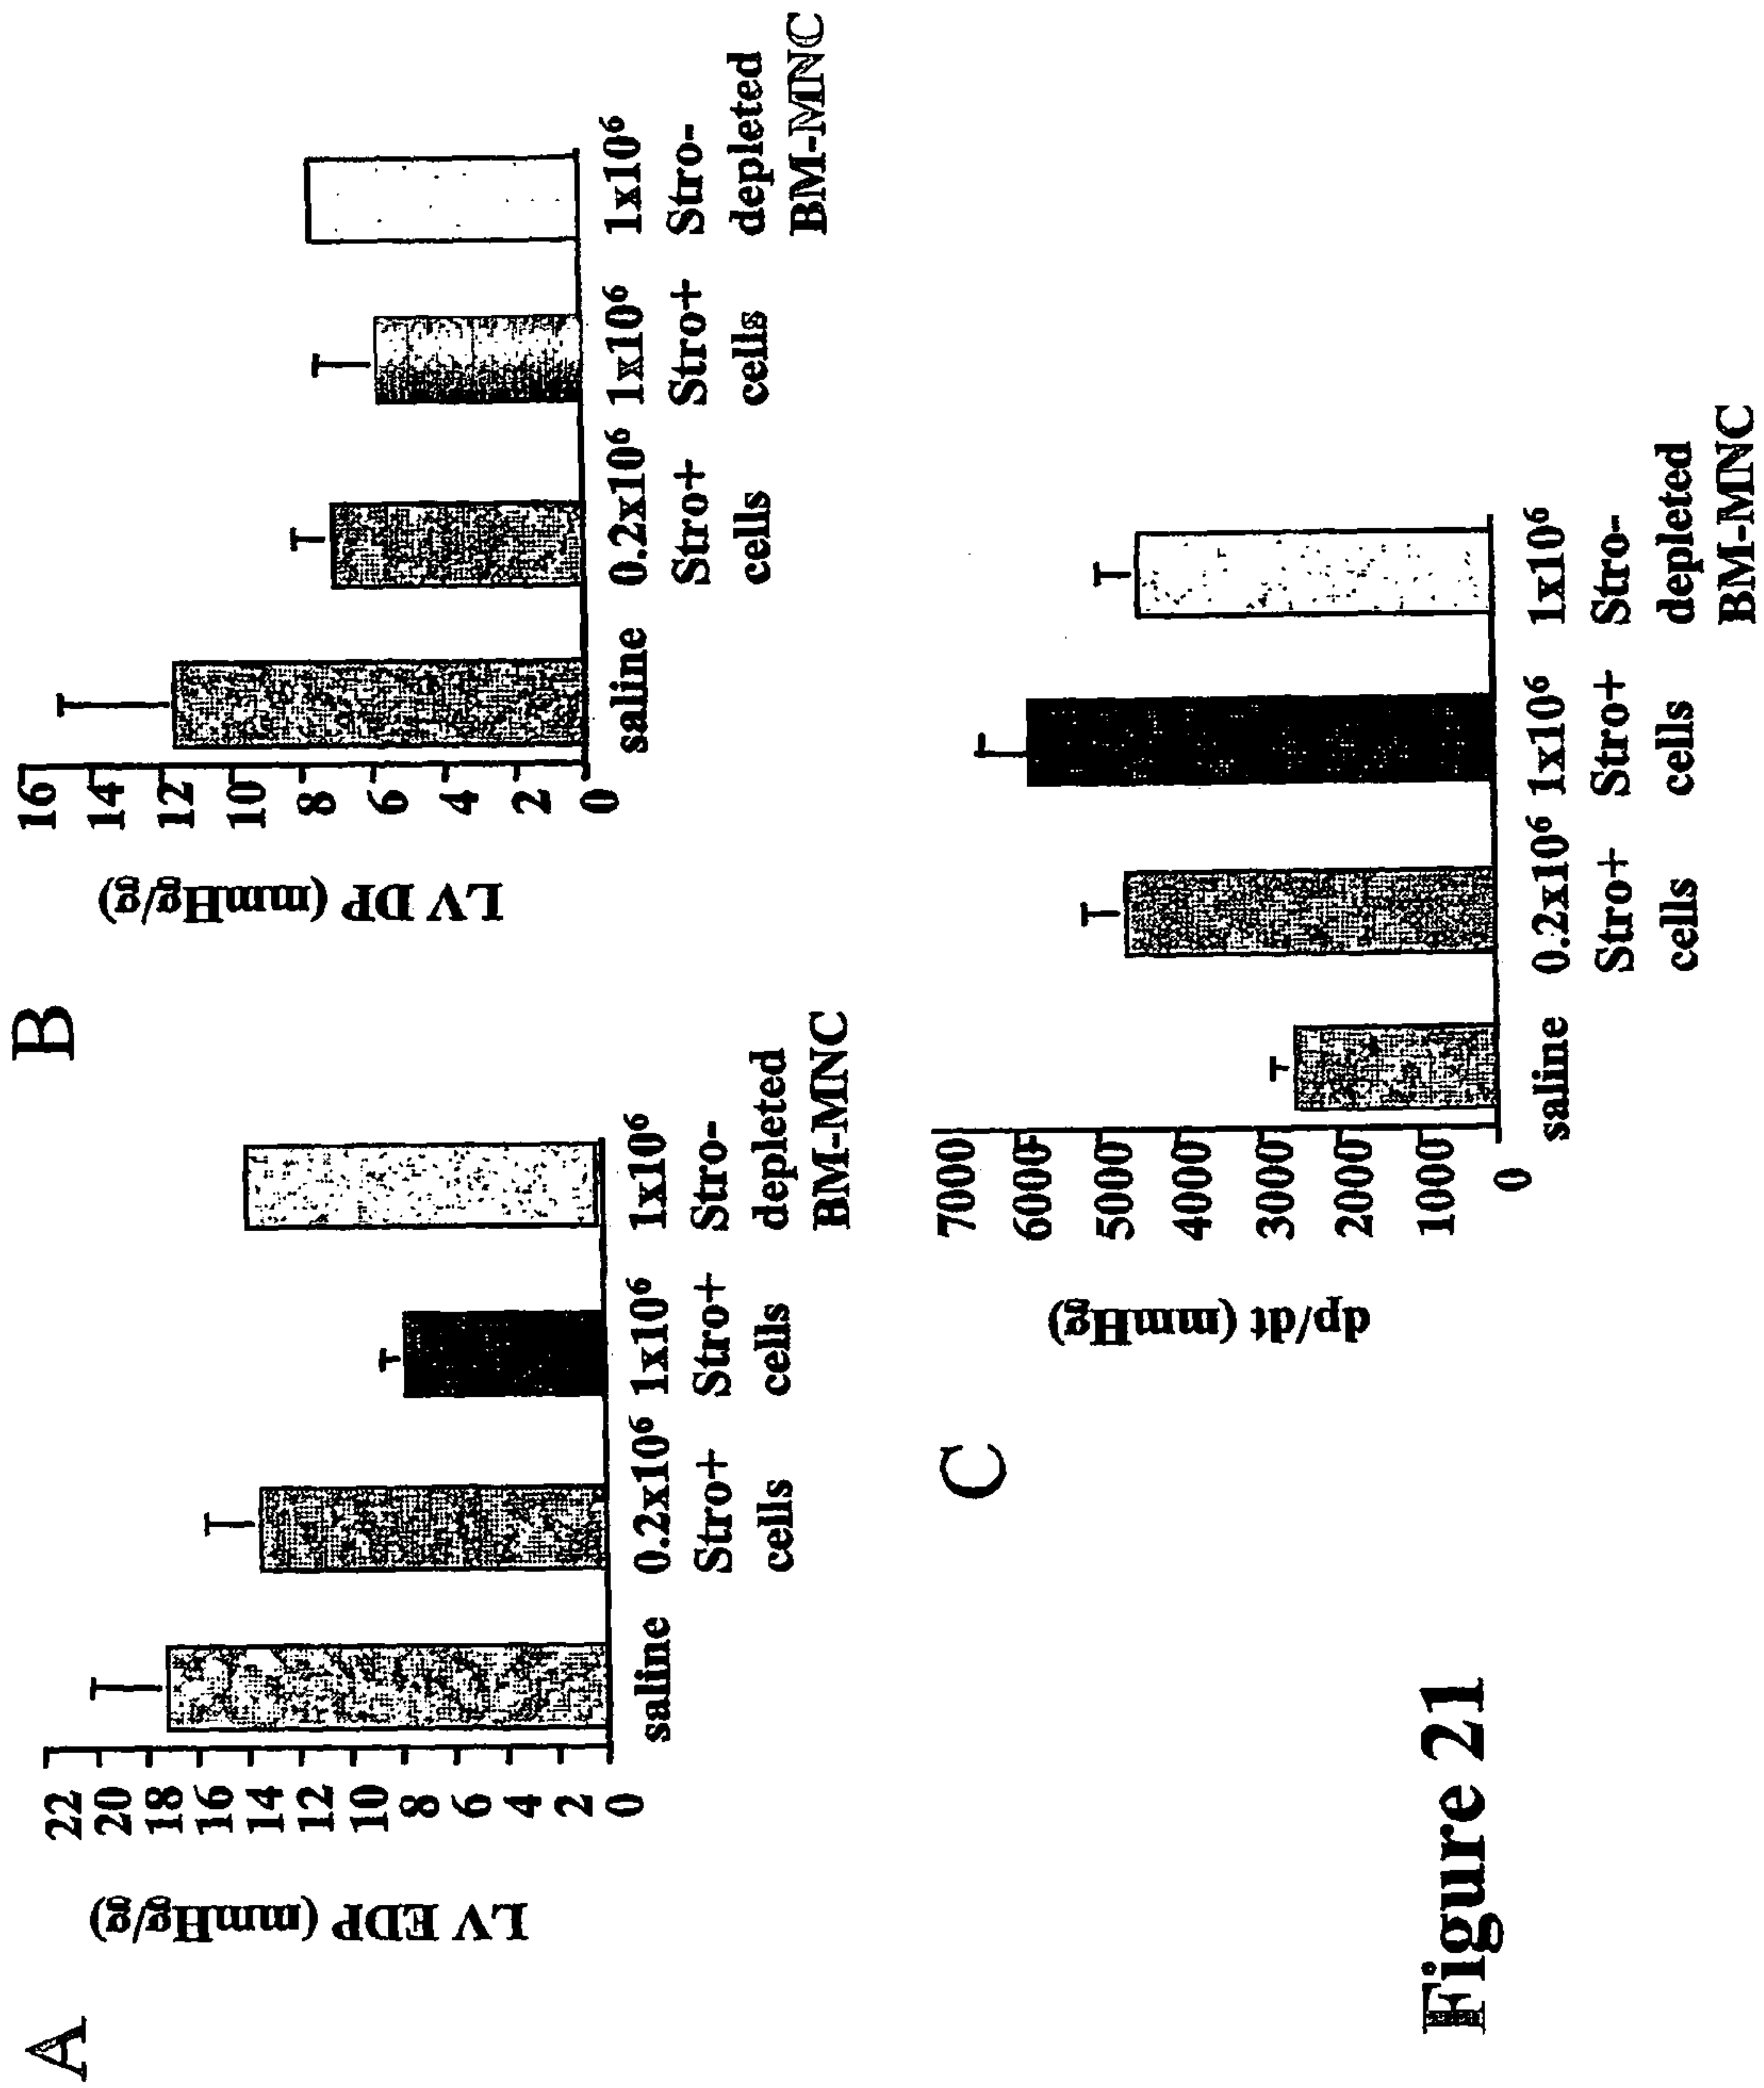 A
LV EDP (mmHg/g)
22
20
18
16
14
12
10
8
6
4
2
0
saline 0.2x10⁶ 1x10⁶ 1x10⁶
Stro+ Stro+ Stro-
cells cells depleted
BM-MNC
B
LV DP (mmHg/g)
16
14
12
10
8
6
4
2
0
saline 0.2x10⁶ 1x10⁶ 1x10⁶
Stro+ Stro+ Stro-
cells cells depleted
BM-MNC
C
dp/dt (mmHg)
7000
6000
5000
4000
3000
2000
1000
0
saline 0.2x10⁶ 1x10⁶ 1x10⁶
Stro+ Stro+ Stro-
cells cells depleted
BM-MNC
Figure 21